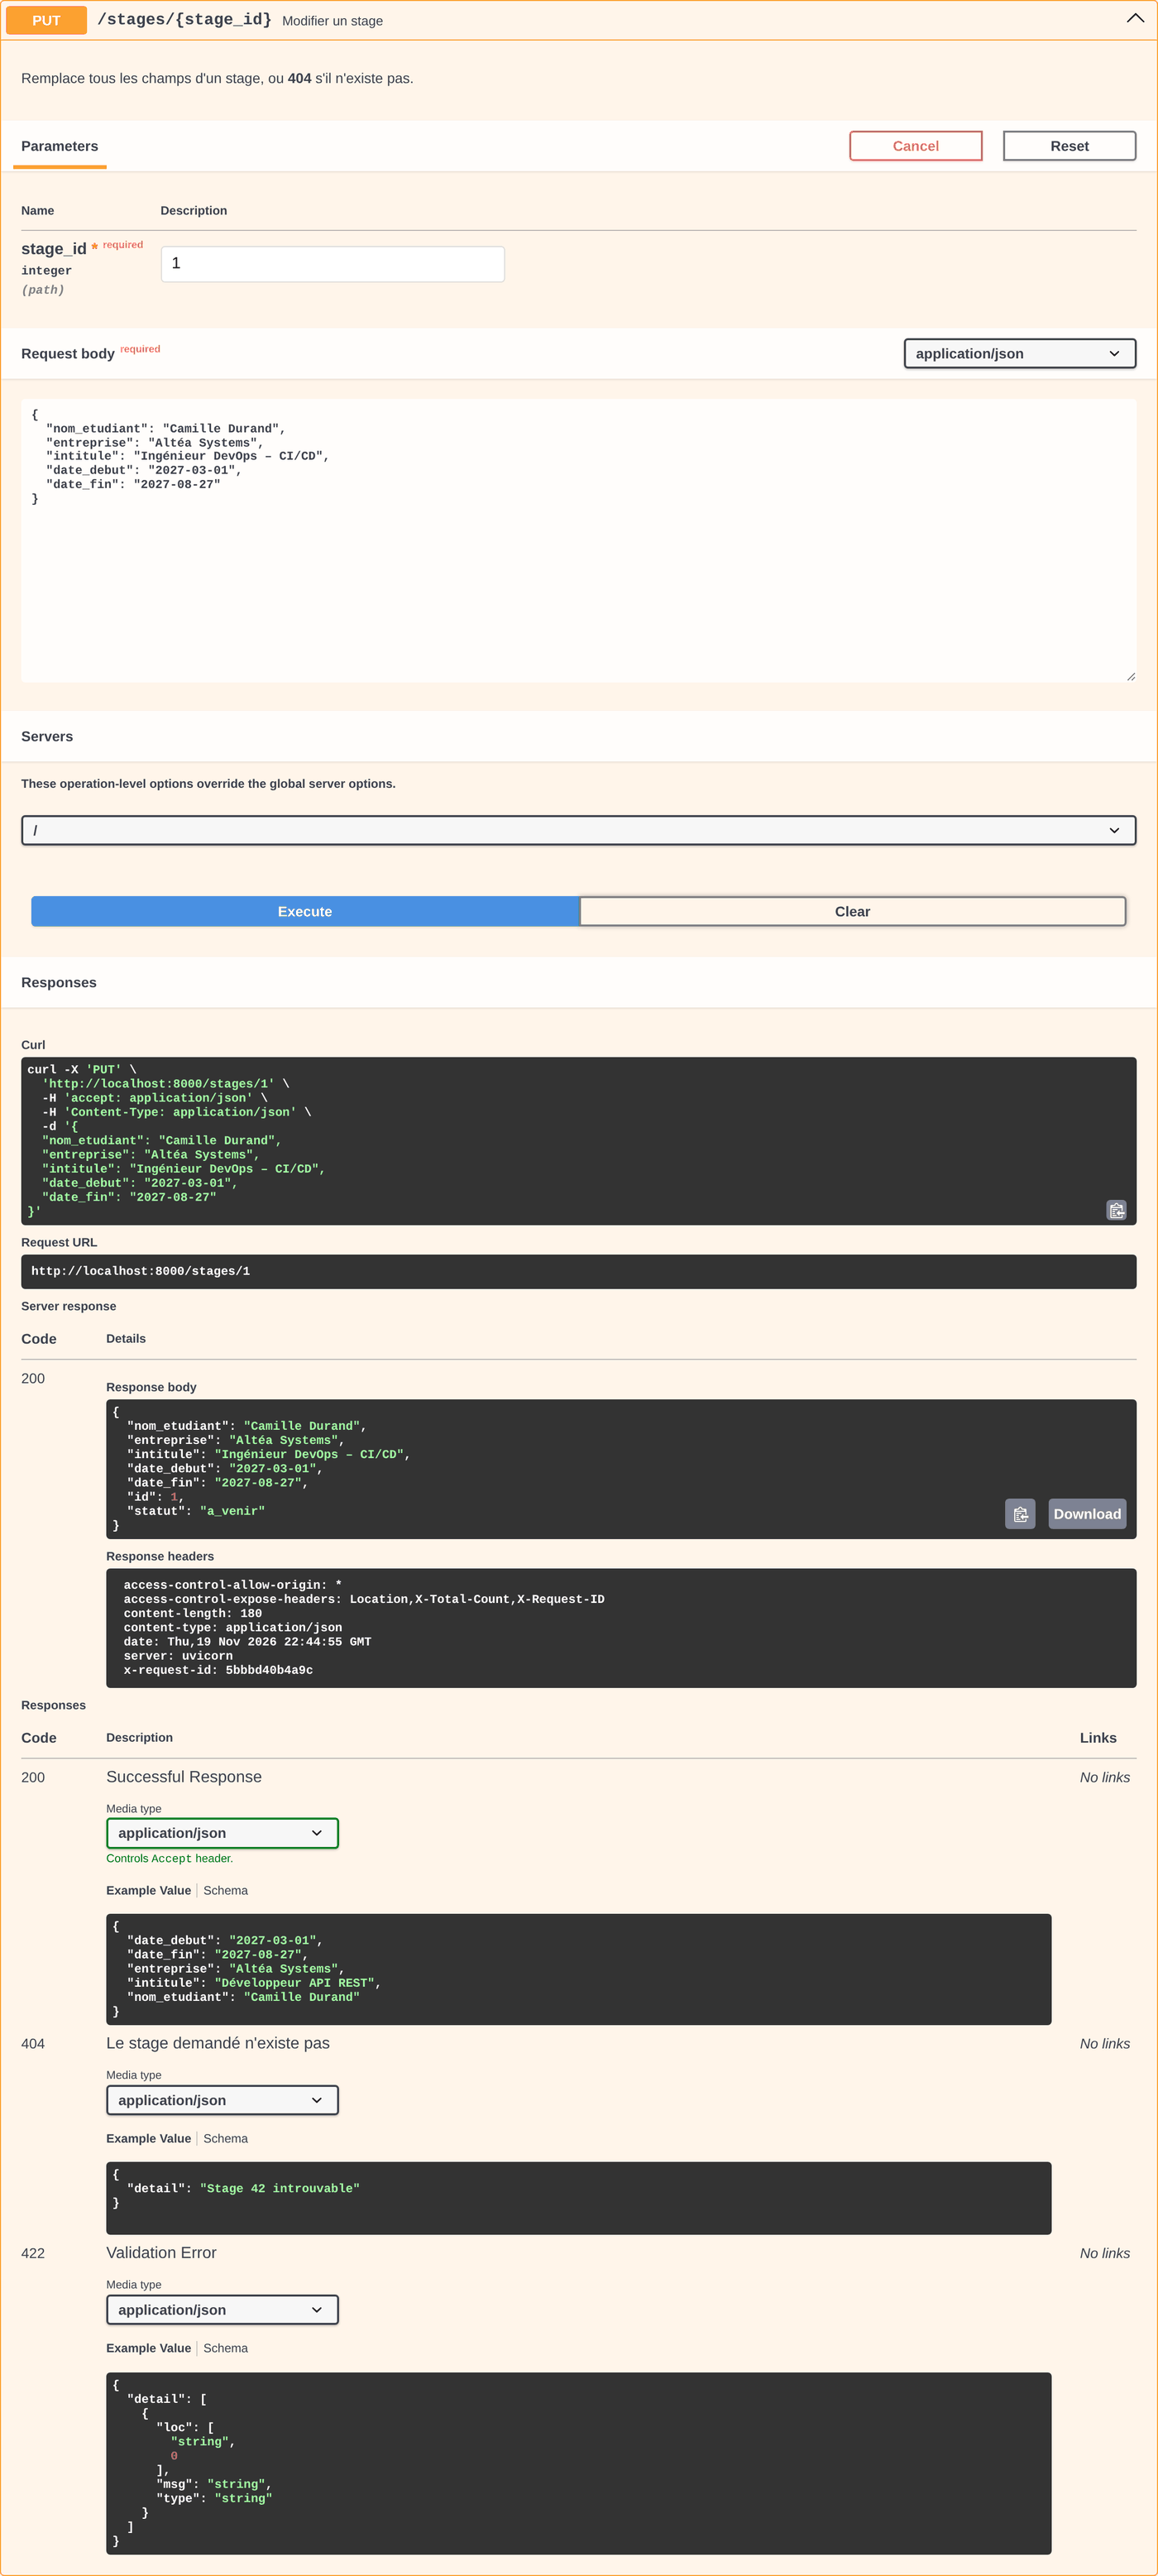 PUT /stages/{stage_id} Modifier un stage
Remplace tous les champs d'un stage, ou 404 s'il n'existe pas.
Parameters Cancel Reset
Name Description
stage_id * required 1
integer
(path)
Request body required application/json
{
  "nom_etudiant": "Camille Durand",
  "entreprise": "Altéa Systems",
  "intitule": "Ingénieur DevOps – CI/CD",
  "date_debut": "2027-03-01",
  "date_fin": "2027-08-27"
}
Servers
These operation-level options override the global server options.
/
Execute Clear
Responses
Curl
curl -X 'PUT' \
  'http://localhost:8000/stages/1' \
  -H 'accept: application/json' \
  -H 'Content-Type: application/json' \
  -d '{
  "nom_etudiant": "Camille Durand",
  "entreprise": "Altéa Systems",
  "intitule": "Ingénieur DevOps – CI/CD",
  "date_debut": "2027-03-01",
  "date_fin": "2027-08-27"
}'
Request URL
http://localhost:8000/stages/1
Server response
Code Details
200
Response body
{
  "nom_etudiant": "Camille Durand",
  "entreprise": "Altéa Systems",
  "intitule": "Ingénieur DevOps – CI/CD",
  "date_debut": "2027-03-01",
  "date_fin": "2027-08-27",
  "id": 1,
  "statut": "a_venir"
}
Download
Response headers
access-control-allow-origin: *
access-control-expose-headers: Location,X-Total-Count,X-Request-ID
content-length: 180
content-type: application/json
date: Thu,19 Nov 2026 22:44:55 GMT
server: uvicorn
x-request-id: 5bbbd40b4a9c
Responses
Code Description Links
200 Successful Response No links
Media type
application/json
Controls Accept header.
Example Value Schema
{
  "date_debut": "2027-03-01",
  "date_fin": "2027-08-27",
  "entreprise": "Altéa Systems",
  "intitule": "Développeur API REST",
  "nom_etudiant": "Camille Durand"
}
404 Le stage demandé n'existe pas No links
Media type
application/json
Example Value Schema
{
  "detail": "Stage 42 introuvable"
}
422 Validation Error No links
Media type
application/json
Example Value Schema
{
  "detail": [
    {
      "loc": [
        "string",
        0
      ],
      "msg": "string",
      "type": "string"
    }
  ]
}